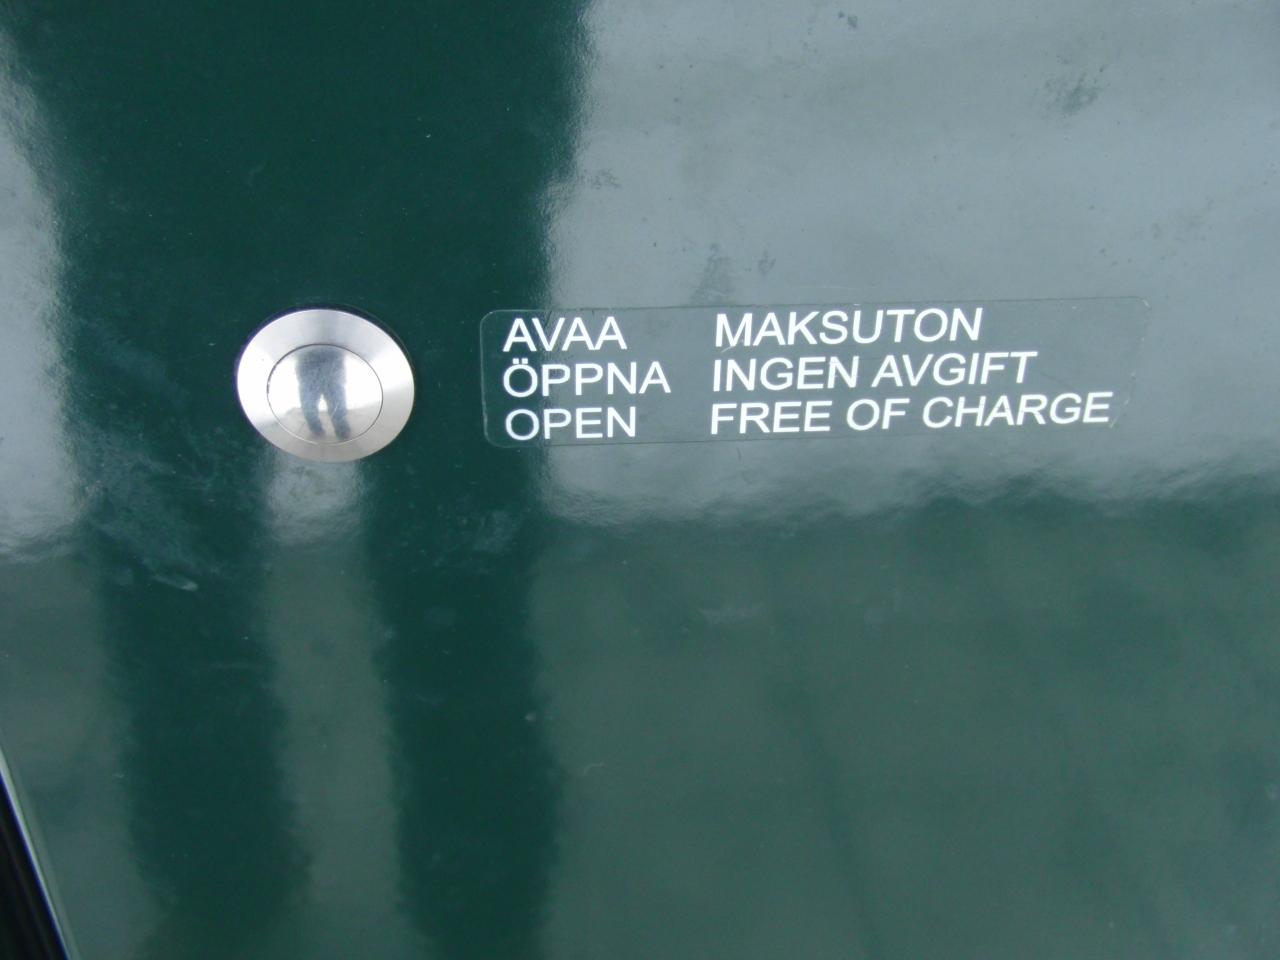 AVAA MAKSUTON
ÖPPNA INGEN AVGIFT
OPEN FREE OF CHARGE